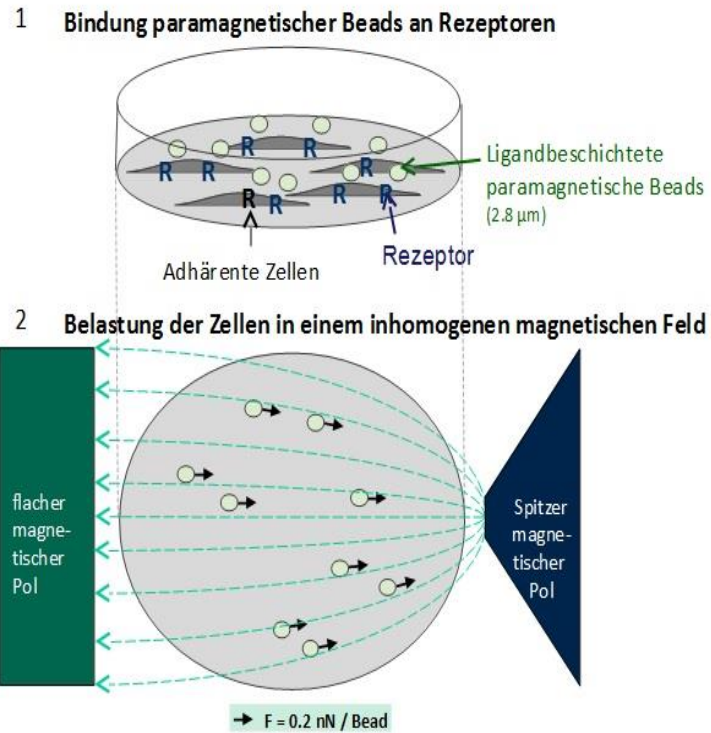 1 Bindung paramagnetischer Beads an Rezeptoren
R R R R R R R R R
Ligandbeschichtete
paramagnetische Beads
(2.8 µm)
Rezeptor
Adhärente Zellen
2 Belastung der Zellen in einem inhomogenen magnetischen Feld
flacher
magne-
tischer
Pol
Spitzer
magne-
tischer
Pol
F = 0.2 nN / Bead